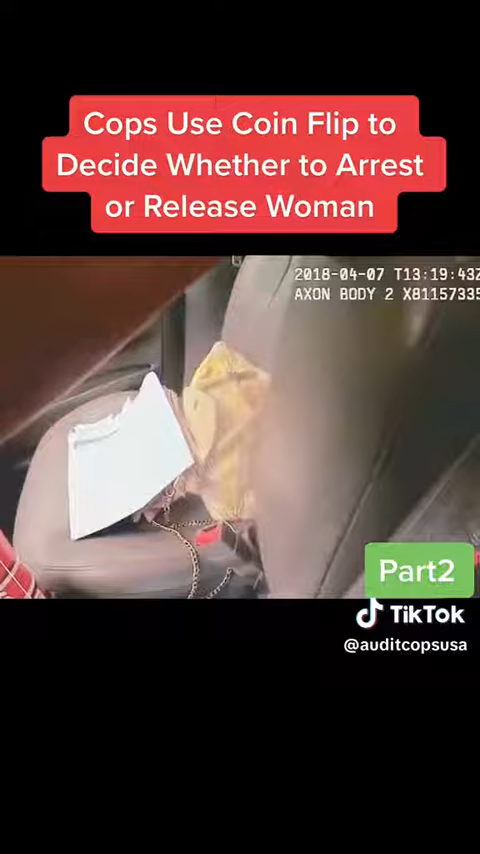 Cops Use Coin Flip to
Decide Whether to Arrest
or Release Woman
2018-04-07 T13:19:43Z
AXON BODY 2 X81157335
Part2
TikTok
@auditcopsusa